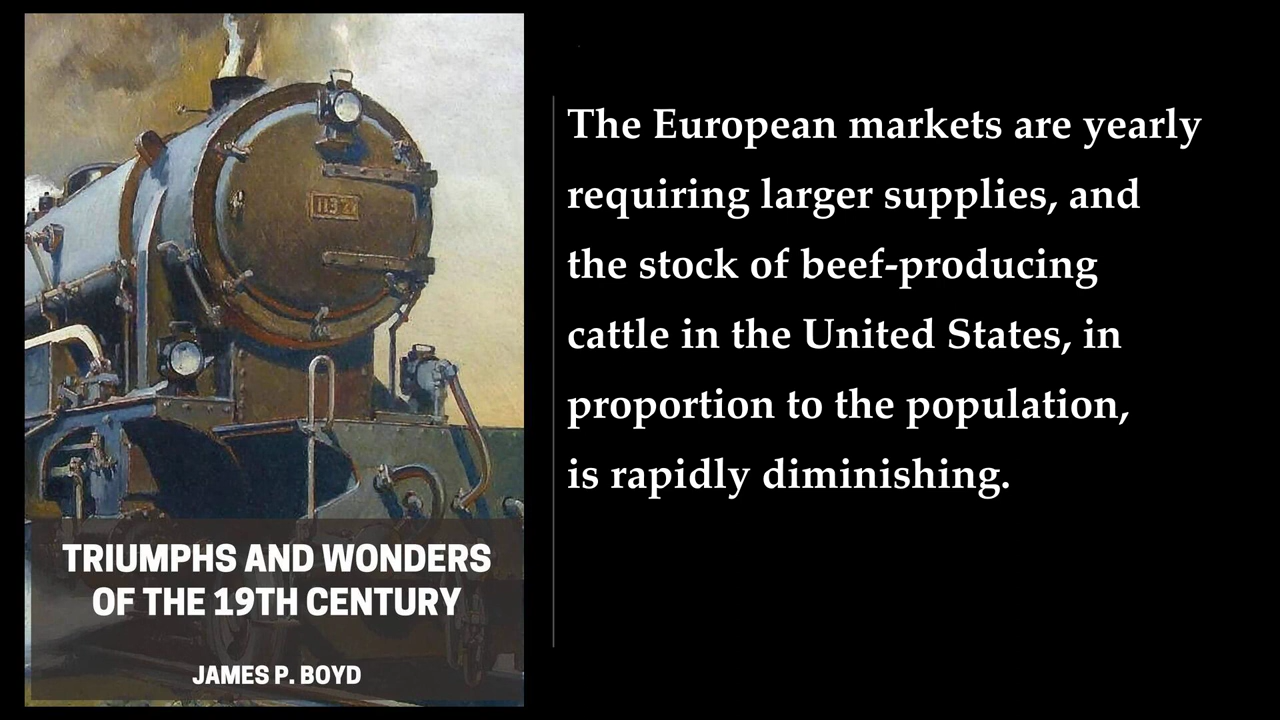 The European markets are yearly
requiring larger supplies, and
the stock of beef-producing
cattle in the United States, in
proportion to the population,
is rapidly diminishing.
TRIUMPHS AND WONDERS
OF THE 19TH CENTURY
JAMES P. BOYD